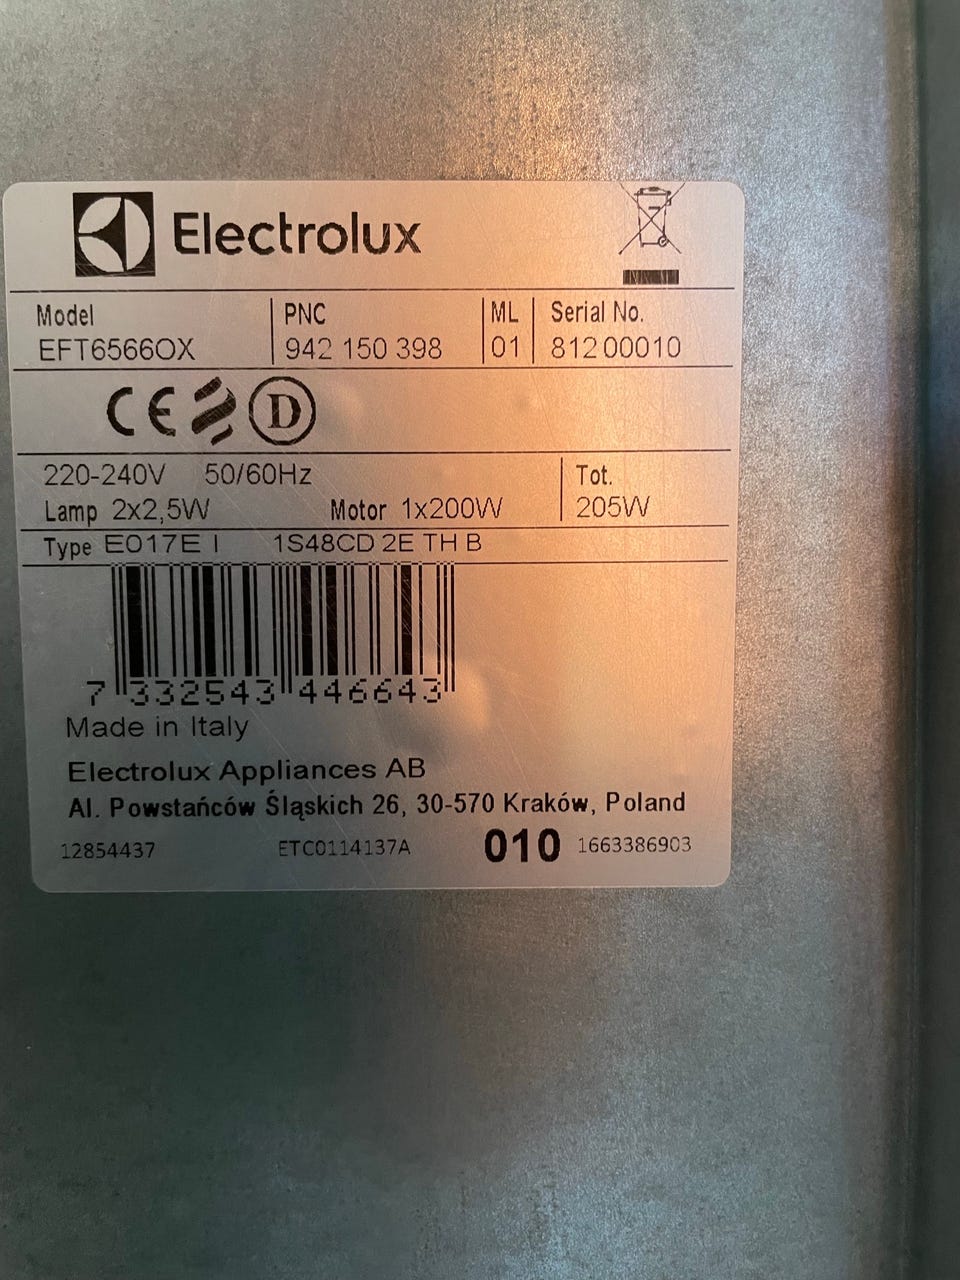 Electrolux
Model PNC ML Serial No.
EFT6566OX 942 150 398 01 81200010
CE D
220-240V 50/60Hz Tot.
Lamp 2x2,5W Motor 1x200W 205W
Type E017E I 1S48CD 2E TH B
7 332543 446643
Made in Italy
Electrolux Appliances AB
Al. Powstańców Śląskich 26, 30-570 Kraków, Poland
12854437 ETC0114137A 010 1663386903